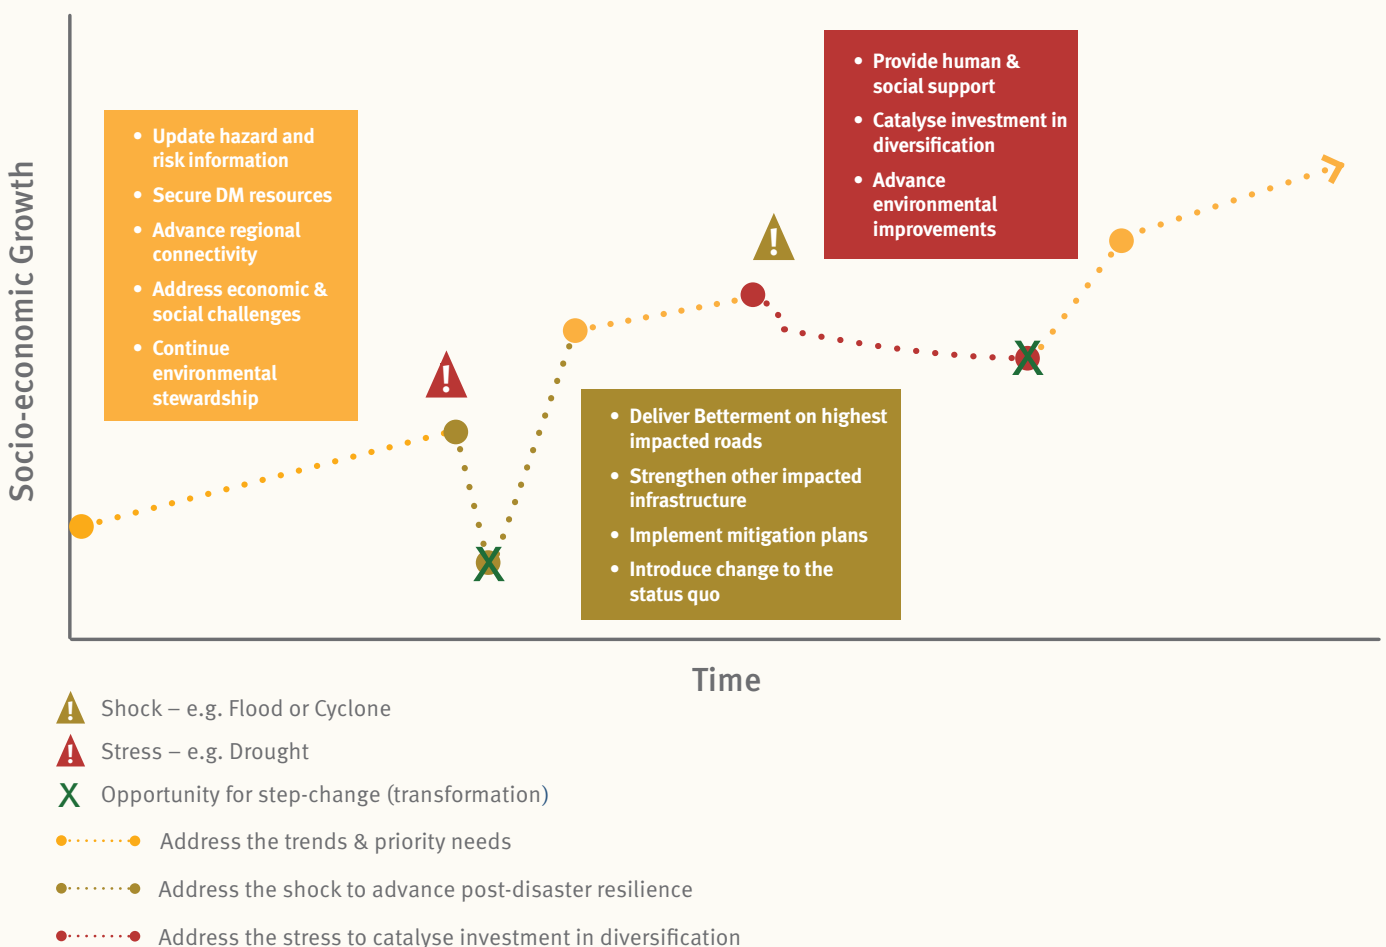 Socio-economic Growth
• Update hazard and
risk information
• Secure DM resources
• Advance regional
connectivity
• Address economic &
social challenges
• Continue
environmental
stewardship
!
!
• Provide human &
social support
• Catalyse investment in
diversification
• Advance
environmental
improvements
• Deliver Betterment on highest
impacted roads
• Strengthen other impacted
infrastructure
• Implement mitigation plans
• Introduce change to the
status quo
X
X
Time
! Shock – e.g. Flood or Cyclone
! Stress – e.g. Drought
X Opportunity for step-change (transformation)
Address the trends & priority needs
Address the shock to advance post-disaster resilience
Address the stress to catalyse investment in diversification